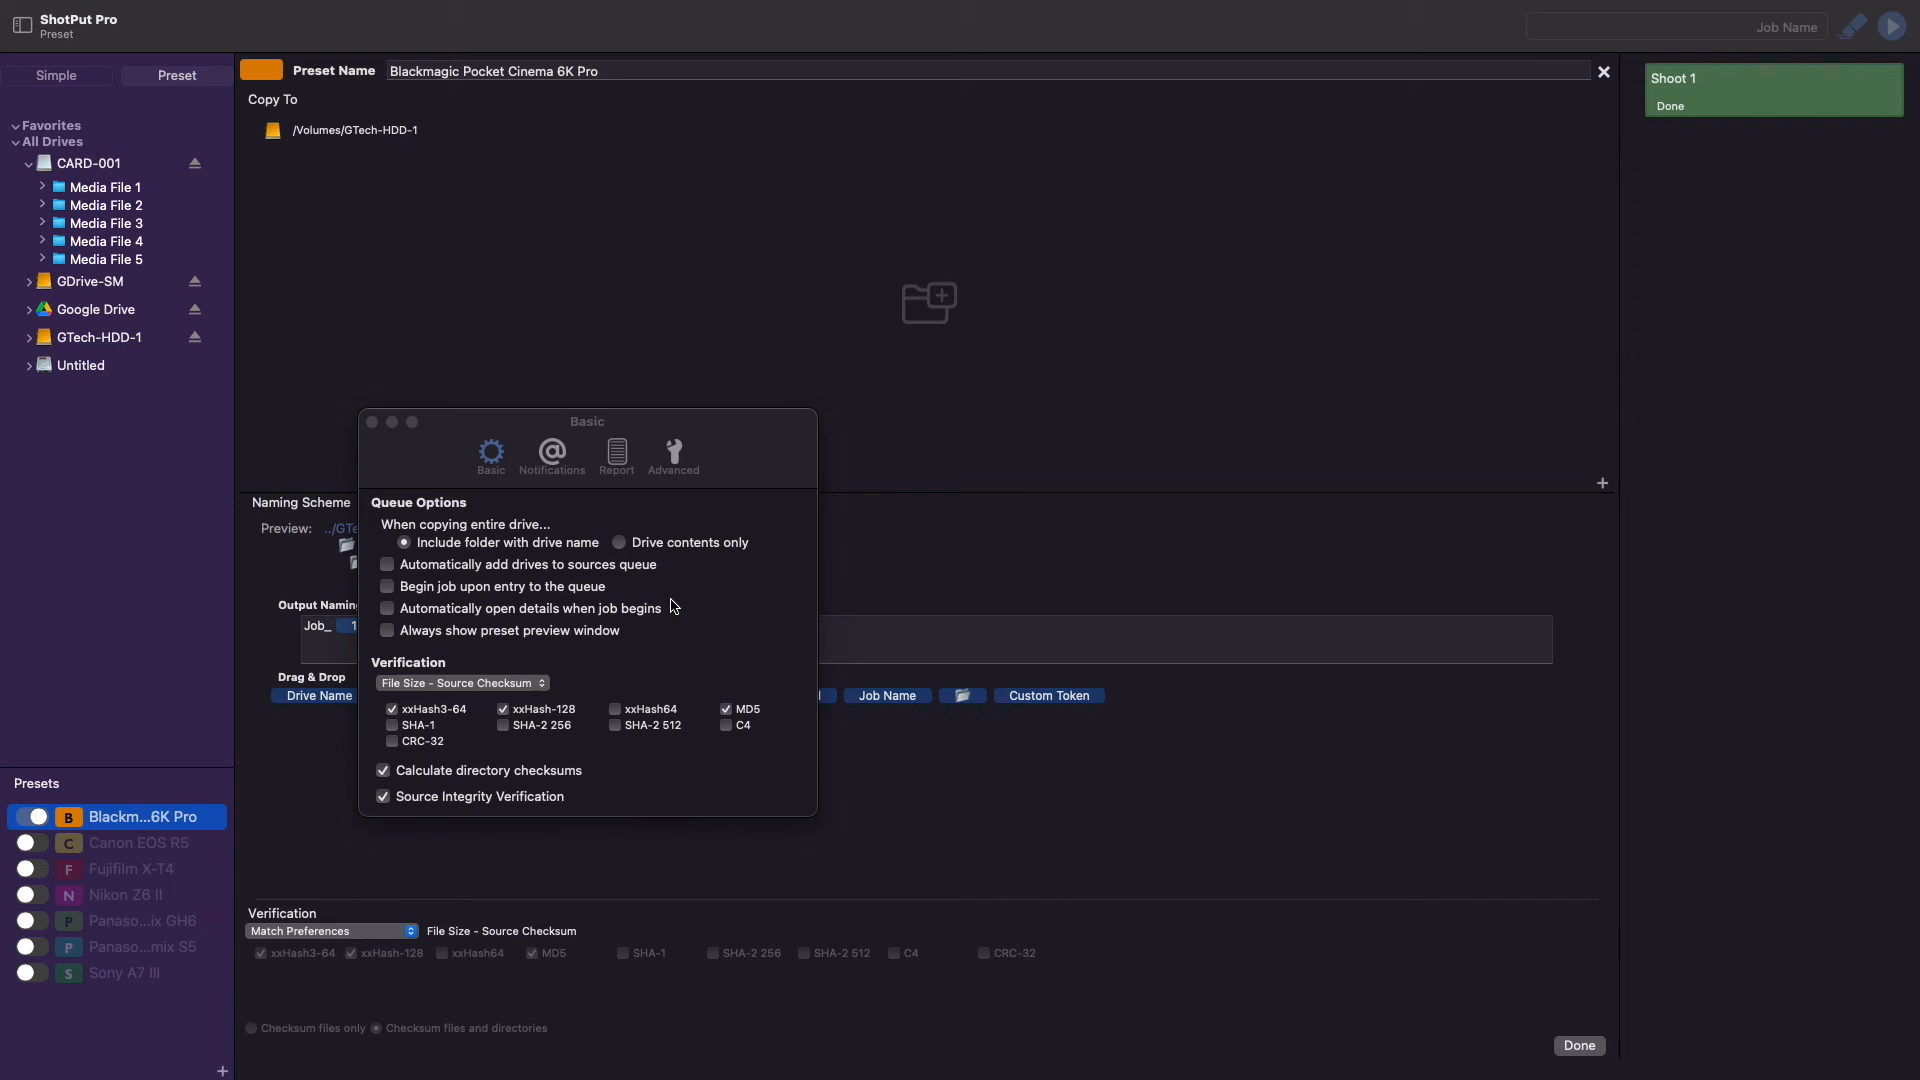 ShotPut Pro
Preset
Job Name
Simple
Preset
Favorites
All Drives
CARD-001
Media File 1
Media File 2
Media File 3
Media File 4
Media File 5
GDrive-SM
Google Drive
GTech-HDD-1
Untitled
Presets
B Blackm...6K Pro
C Canon EOS R5
F Fujifilm X-T4
N Nikon Z6 II
P Panaso...ix GH6
P Panaso...mix S5
S Sony A7 III
Preset Name Blackmagic Pocket Cinema 6K Pro
Copy To
/Volumes/GTech-HDD-1
Naming Scheme
Preview: ../GTe
Output Naming
Job_ 1
Drag & Drop
Drive Name
Job Name
Custom Token
Basic
Basic Notifications Report Advanced
Queue Options
When copying entire drive...
Include folder with drive name Drive contents only
Automatically add drives to sources queue
Begin job upon entry to the queue
Automatically open details when job begins
Always show preset preview window
Verification
File Size - Source Checksum
xxHash3-64 xxHash-128 xxHash64 MD5
SHA-1 SHA-2 256 SHA-2 512 C4
CRC-32
Calculate directory checksums
Source Integrity Verification
Verification
Match Preferences File Size - Source Checksum
xxHash3-64 xxHash-128 xxHash64 MD5 SHA-1 SHA-2 256 SHA-2 512 C4 CRC-32
Checksum files only Checksum files and directories
Done
Shoot 1
Done